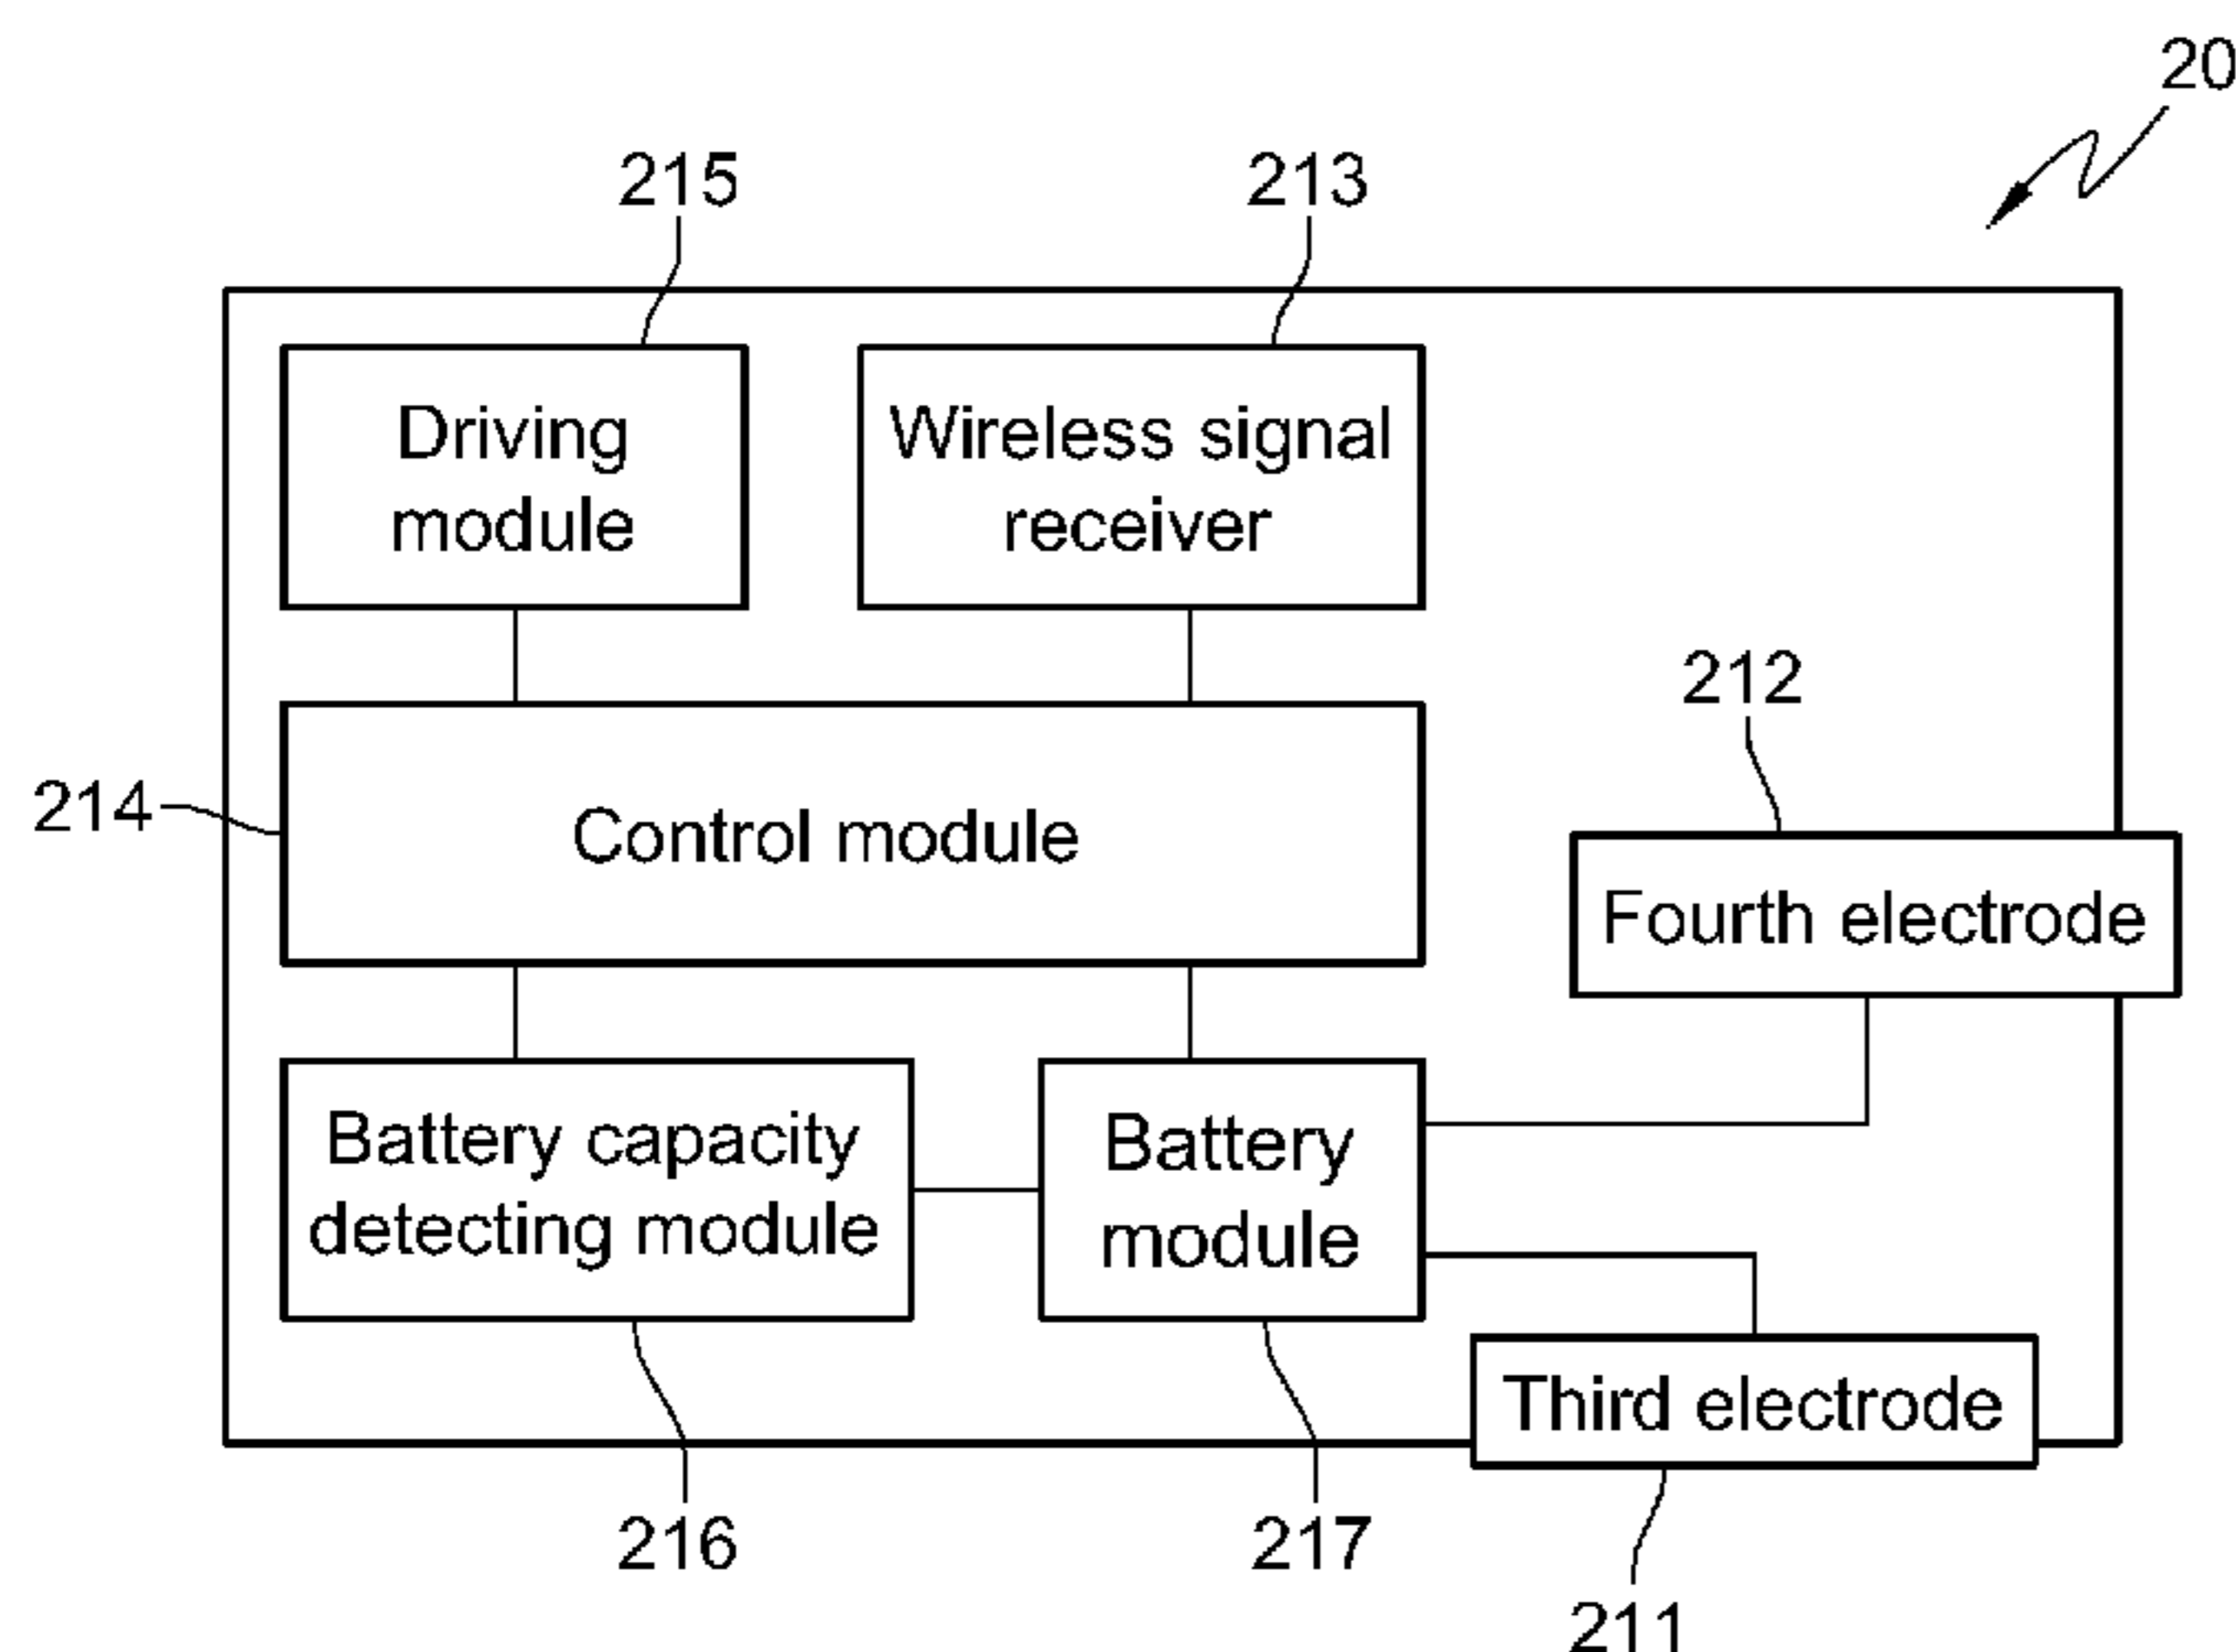 20
215
213
Driving
module
Wireless signal
receiver
212
214
Control module
Fourth electrode
Battery capacity
detecting module
Battery
module
Third electrode
216
217
211